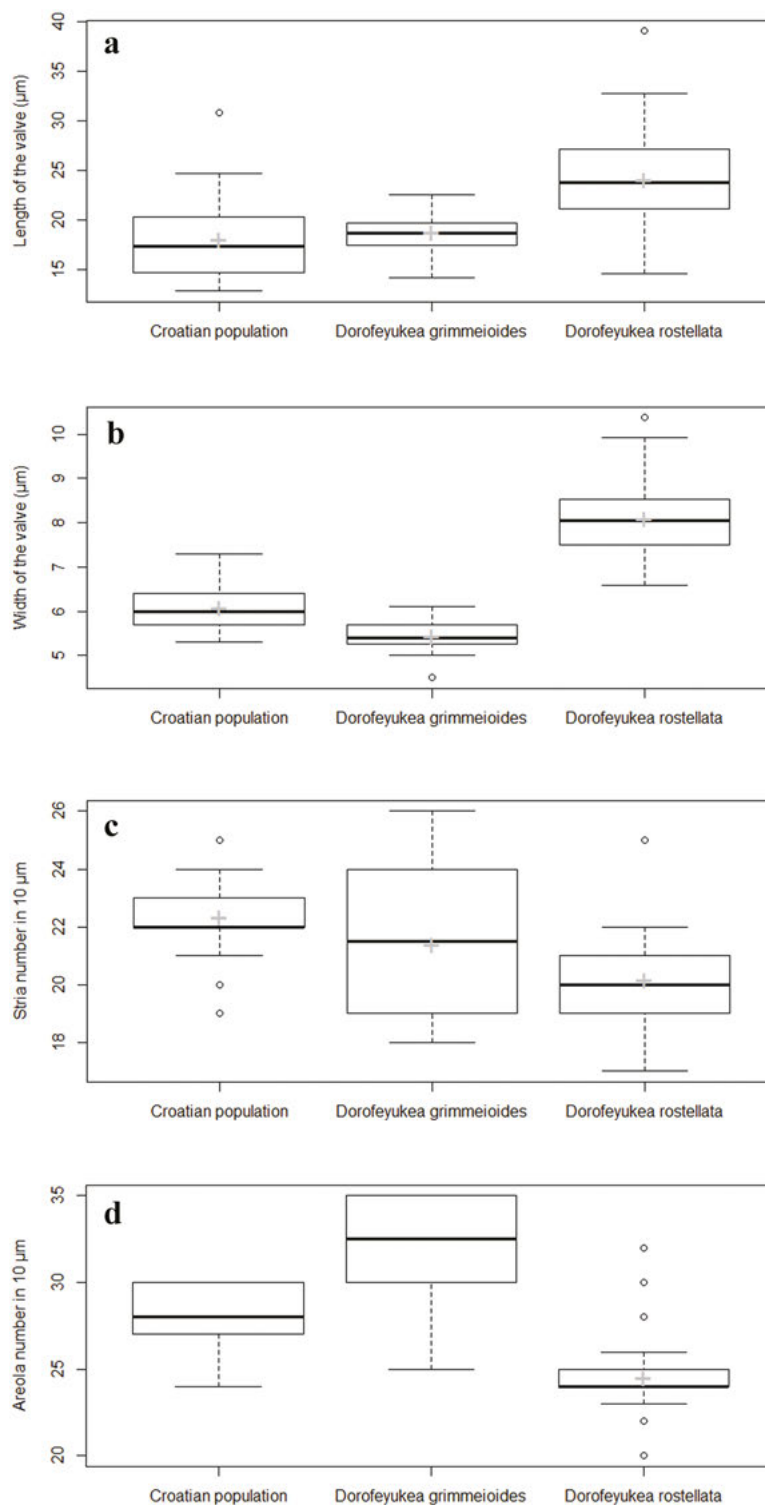 a
Length of the valve (µm)
40
35
30
25
20
15
Croatian population
Dorofeyukea grimmeioides
Dorofeyukea rostellata
b
Width of the valve (µm)
10
9
8
7
6
5
Croatian population
Dorofeyukea grimmeioides
Dorofeyukea rostellata
c
Stria number in 10 µm
26
24
22
20
18
Croatian population
Dorofeyukea grimmeioides
Dorofeyukea rostellata
d
Areola number in 10 µm
35
30
25
20
Croatian population
Dorofeyukea grimmeioides
Dorofeyukea rostellata